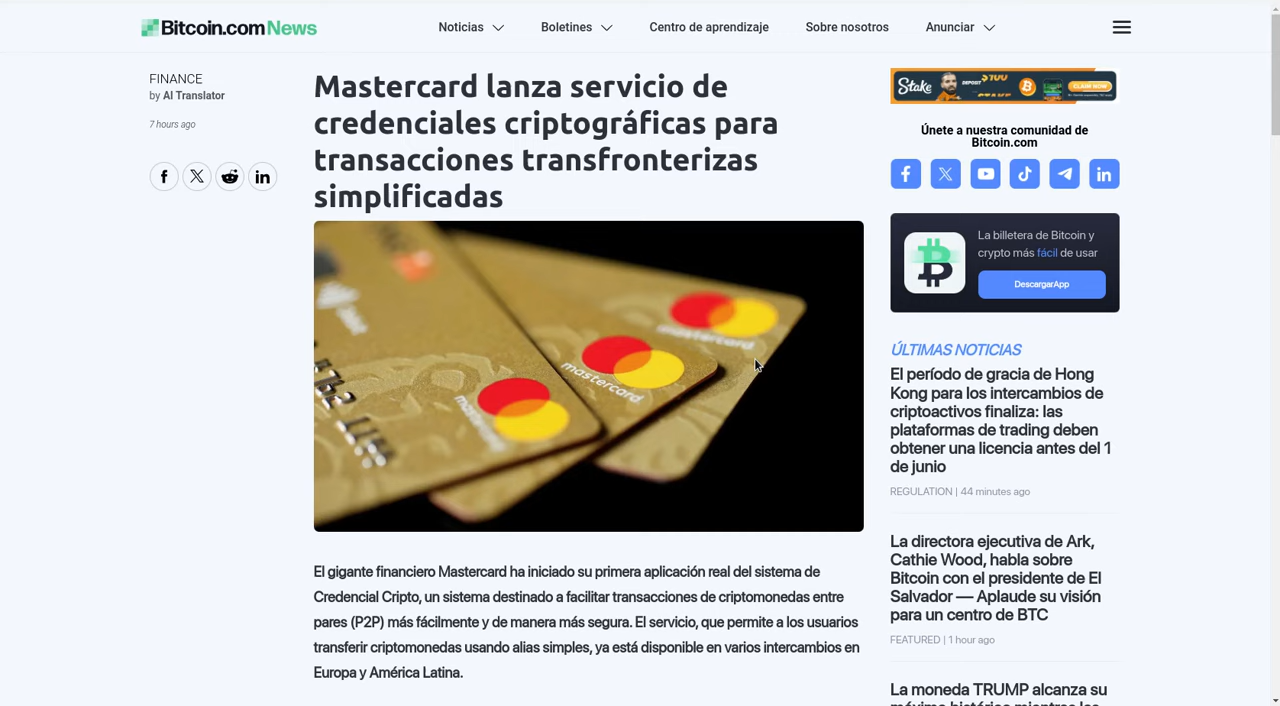 Bitcoin.com News
Noticias
Boletines
Centro de aprendizaje
Sobre nosotros
Anunciar
FINANCE
by AI Translator
7 hours ago
Mastercard lanza servicio de
credenciales criptográficas para
transacciones transfronterizas
simplificadas
mastercard
mastercard
El gigante financiero Mastercard ha iniciado su primera aplicación real del sistema de
Credencial Cripto, un sistema destinado a facilitar transacciones de criptomonedas entre
pares (P2P) más fácilmente y de manera más segura. El servicio, que permite a los usuarios
transferir criptomonedas usando alias simples, ya está disponible en varios intercambios en
Europa y América Latina.
Stake
DEPOSIT $100
CLAIM NOW
Únete a nuestra comunidad de
Bitcoin.com
La billetera de Bitcoin y
crypto más fácil de usar
DescargarApp
ÚLTIMAS NOTICIAS
El período de gracia de Hong
Kong para los intercambios de
criptoactivos finaliza: las
plataformas de trading deben
obtener una licencia antes del 1
de junio
REGULATION | 44 minutes ago
La directora ejecutiva de Ark,
Cathie Wood, habla sobre
Bitcoin con el presidente de El
Salvador — Aplaude su visión
para un centro de BTC
FEATURED | 1 hour ago
La moneda TRUMP alcanza su